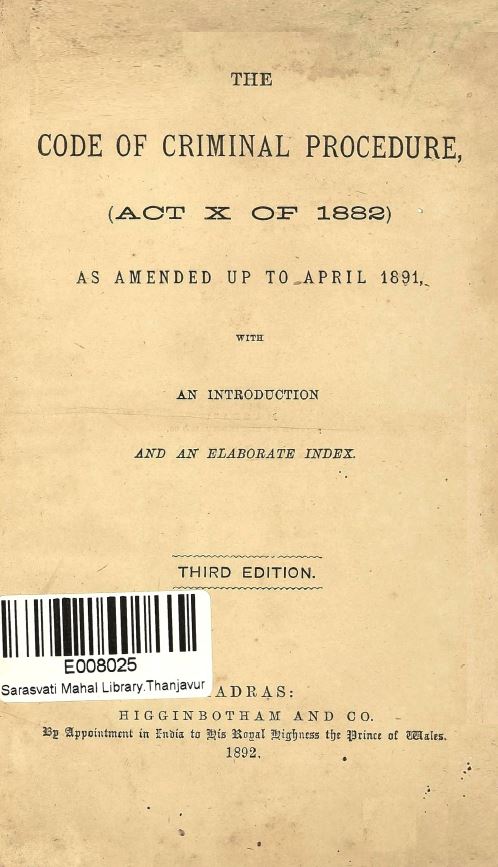 THE
CODE OF CRIMINAL PROCEDURE,
(ACT X OF 1882)
AS AMENDED UP TO APRIL 1891,
WITH
AN INTRODUCTION
AND AN ELABORATE INDEX.
THIRD EDITION.
E008025
Sarasvati Mahal Library.Thanjavur
ADRAS:
HIGGINBOTHAM AND CO.
By Appointment in India to His Royal Highness the Prince of Wales.
1892.